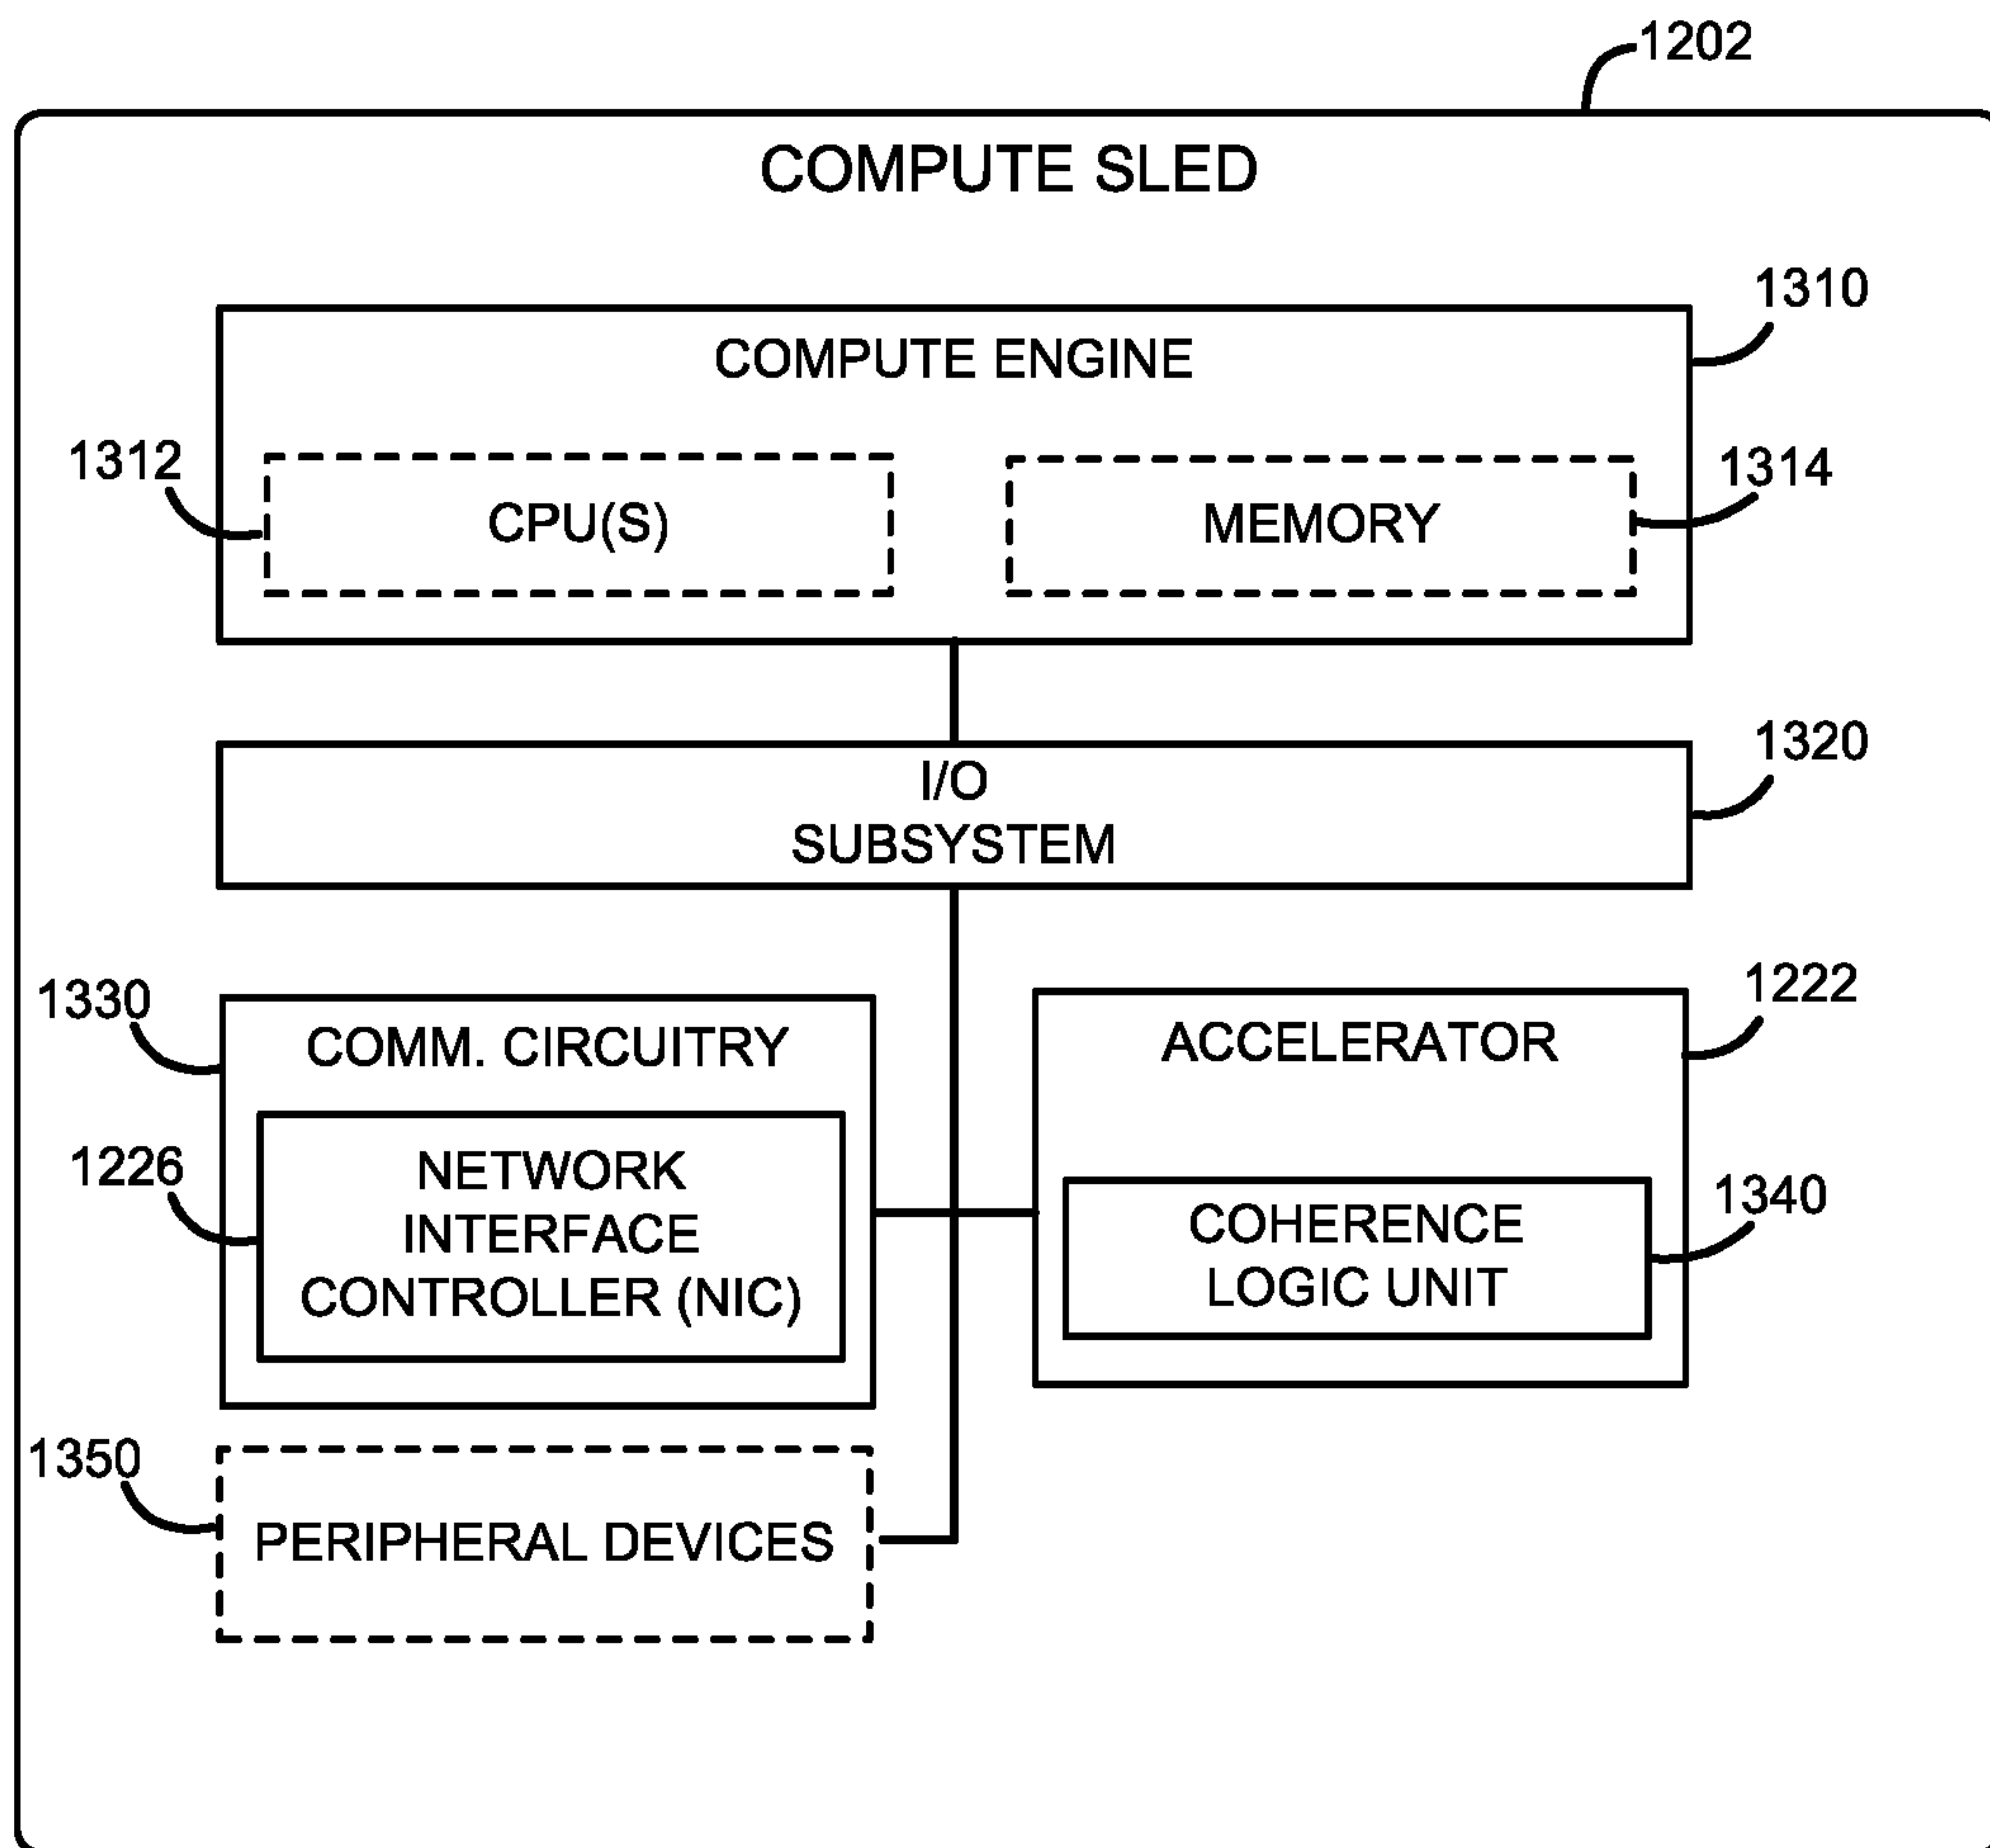 1202
COMPUTE SLED
1310
COMPUTE ENGINE
1312
CPU(S)
MEMORY
1314
1320
I/O
SUBSYSTEM
1330
COMM. CIRCUITRY
1226
NETWORK
INTERFACE
CONTROLLER (NIC)
1222
ACCELERATOR
1340
COHERENCE
LOGIC UNIT
1350
PERIPHERAL DEVICES